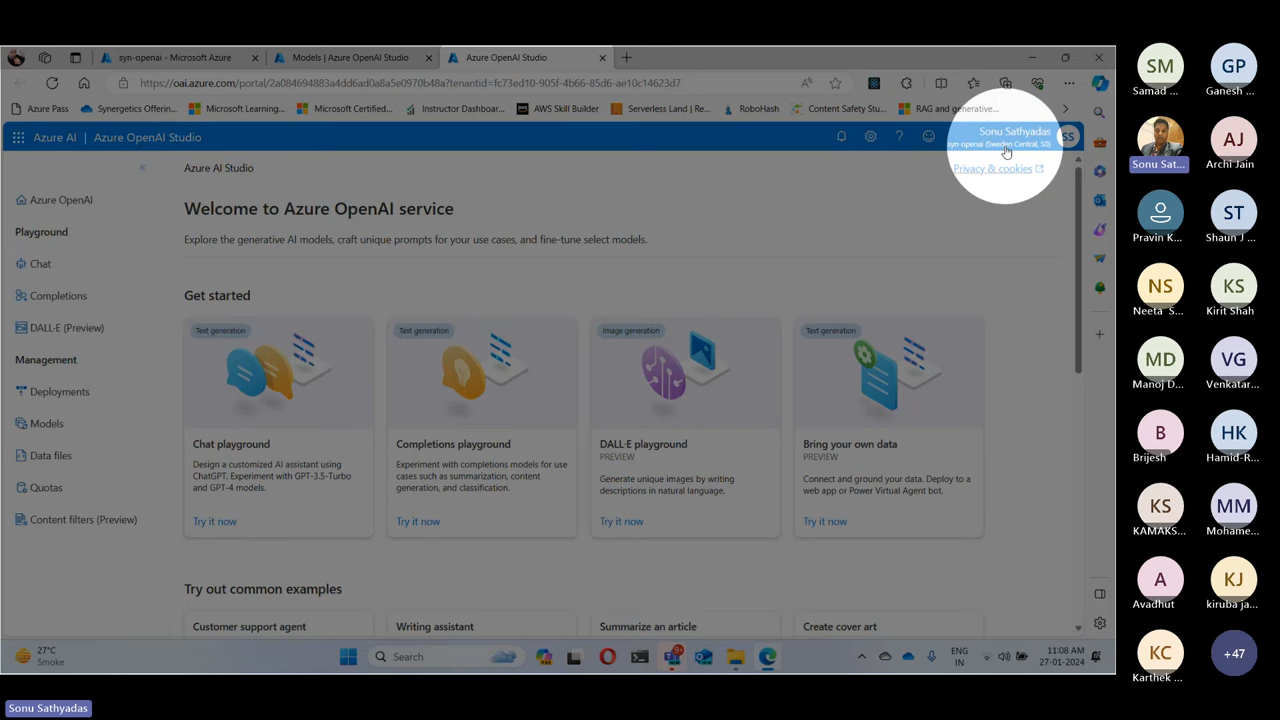 syn-openai - Microsoft Azure
Models | Azure OpenAI Studio
Azure OpenAI Studio
https://oai.azure.com/portal/2a084694883a4dd6ad0a8a5e0970b48a?tenantid=fc73ed10-905f-4b66-85d6-ae10c14623d7
Azure Pass
Synergetics Offering...
Microsoft Learning...
Microsoft Certified...
Instructor Dashboar...
AWS Skill Builder
Serverless Land | Re...
RoboHash
Content Safety Stu...
RAG and generative...
Azure AI | Azure OpenAI Studio
Sonu Sathyadas
syn-openai (Sweden Central, S0)
SS
Privacy & cookies
Azure AI Studio
Azure OpenAI
Playground
Chat
Completions
DALL·E (Preview)
Management
Deployments
Models
Data files
Quotas
Content filters (Preview)
Welcome to Azure OpenAI service
Explore the generative AI models, craft unique prompts for your use cases, and fine-tune select models.
Get started
Text generation
Chat playground
Design a customized AI assistant using
ChatGPT. Experiment with GPT-3.5-Turbo
and GPT-4 models.
Try it now
Text generation
Completions playground
Experiment with completions models for use
cases such as summarization, content
generation, and classification.
Try it now
Image generation
DALL·E playground
PREVIEW
Generate unique images by writing
descriptions in natural language.
Try it now
Text generation
Bring your own data
PREVIEW
Connect and ground your data. Deploy to a
web app or Power Virtual Agent bot.
Try it now
Try out common examples
Customer support agent
Writing assistant
Summarize an article
Create cover art
27°C
Smoke
Search
9+
ENG
IN
11:08 AM
27-01-2024
SM
Samad ...
GP
Ganesh ...
Sonu Sat...
AJ
Archi Jain
Pravin K...
ST
Shaun J ...
NS
Neeta S...
KS
Kirit Shah
MD
Manoj D...
VG
Venkatar...
B
Brijesh
HK
Hamid-R...
KS
KAMAKS...
MM
Mohame...
A
Avadhut
KJ
kiruba ja...
KC
Karthek ...
+47
Sonu Sathyadas